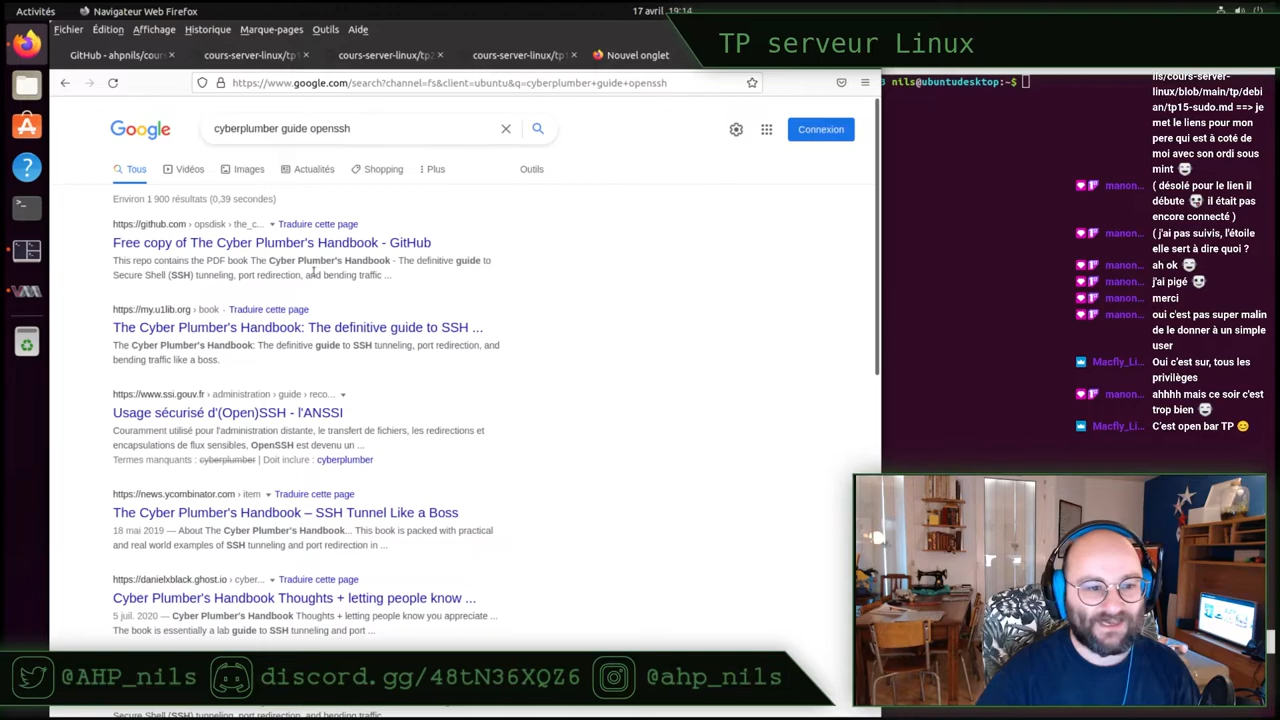 Activités
Navigateur Web Firefox
17 avril 19:14
Fichier Édition Affichage Historique Marque-pages Outils Aide
GitHub - ahpnils/cours
cours-server-linux/tp1
cours-server-linux/tp2
cours-server-linux/tp1
Nouvel onglet
https://www.google.com/search?channel=fs&client=ubuntu&q=cyberplumber+guide+openssh
Google
cyberplumber guide openssh
Connexion
Tous Vidéos Images Actualités Shopping Plus Outils
Environ 1 900 résultats (0,39 secondes)
https://github.com › opsdisk › the_c... Traduire cette page
Free copy of The Cyber Plumber's Handbook - GitHub
This repo contains the PDF book The Cyber Plumber's Handbook - The definitive guide to
Secure Shell (SSH) tunneling, port redirection, and bending traffic ...
https://my.u1lib.org › book · Traduire cette page
The Cyber Plumber's Handbook: The definitive guide to SSH ...
The Cyber Plumber's Handbook: The definitive guide to SSH tunneling, port redirection, and
bending traffic like a boss.
https://www.ssi.gouv.fr › administration › guide › reco...
Usage sécurisé d'(Open)SSH - l'ANSSI
Couramment utilisé pour l'administration distante, le transfert de fichiers, les redirections et
encapsulations de flux sensibles, OpenSSH est devenu un ...
Termes manquants : cyberplumber | Doit inclure : cyberplumber
https://news.ycombinator.com › item Traduire cette page
The Cyber Plumber's Handbook – SSH Tunnel Like a Boss
18 mai 2019 — About The Cyber Plumber's Handbook... This book is packed with practical
and real world examples of SSH tunneling and port redirection in ...
https://danielxblack.ghost.io › cyber... Traduire cette page
Cyber Plumber's Handbook Thoughts + letting people know ...
5 juil. 2020 — Cyber Plumber's Handbook Thoughts + letting people know you appreciate ...
The book is essentially a lab guide to SSH tunneling and port ...
Secure Shell (SSH) tunneling, port redirection, and bending traffic
TP serveur Linux
nils@ubuntudesktop:~$
nils/cours-server-
linux/blob/main/tp/debi
an/tp15-sudo.md ==> je
met le liens pour mon
pere qui est à coté de
moi avec son ordi sous
mint
manon... ( désolé pour le lien il
débute il était pas
encore connecté )
manon... ( j'ai pas suivis, l'étoile
elle sert à dire quoi ?
manon... ah ok
manon... j'ai pigé
manon... merci
manon... oui c'est pas super malin
de le donner à un simple
user
Macfly_Li... Oui c'est sur, tous les
privilèges
manon... ahhhh mais ce soir c'est
trop bien
Macfly_Li... C'est open bar TP
@AHP_nils
discord.gg/48tN36XQZ6
@ahp_nils